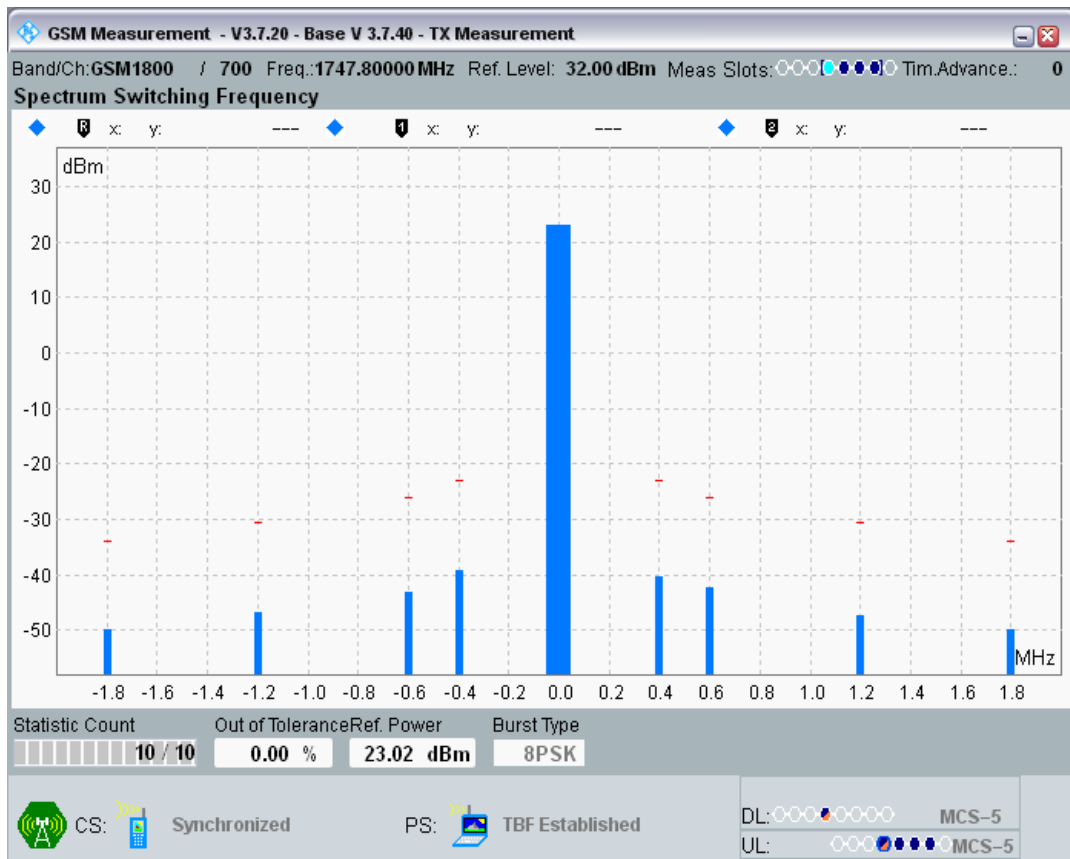 GSM Measurement - V3.7.20 - Base V 3.7.40 - TX Measurement
Band/Ch:GSM1800 / 700 Freq.:1747.80000 MHz Ref. Level: 32.00 dBm Meas Slots: Tim.Advance.: 0
Spectrum Switching Frequency
R x: y: --- 1 x: y: --- 2 x: y: ---
dBm
30
20
10
0
-10
-20
-30
-40
-50
MHz
-1.8 -1.6 -1.4 -1.2 -1.0 -0.8 -0.6 -0.4 -0.2 0.0 0.2 0.4 0.6 0.8 1.0 1.2 1.4 1.6 1.8
Statistic Count Out of Tolerance Ref. Power Burst Type
10 / 10 0.00 % 23.02 dBm 8PSK
CS: Synchronized PS: TBF Established
DL: MCS-5
UL: MCS-5